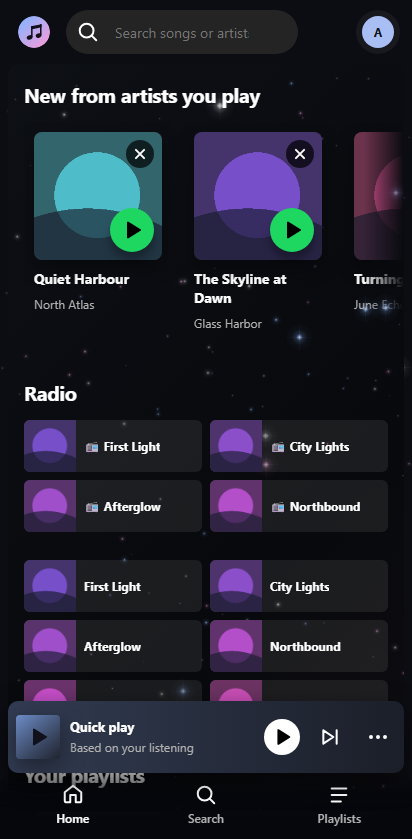 Search songs or artist
A
New from artists you play
Quiet Harbour
North Atlas
The Skyline at
Dawn
Glass Harbor
Turning
June Echo
Radio
📻 First Light
📻 City Lights
📻 Afterglow
📻 Northbound
First Light
City Lights
Afterglow
Northbound
Quick play
Based on your listening
Your playlists
Home
Search
Playlists